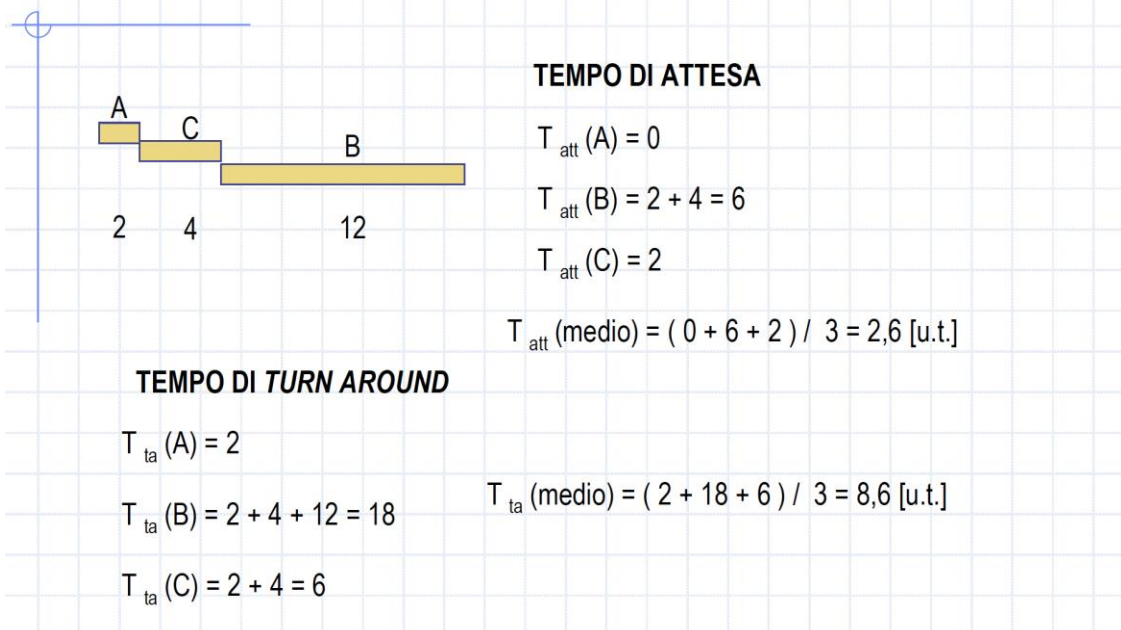 A
C
B
2 4 12
TEMPO DI ATTESA
T att (A) = 0
T att (B) = 2 + 4 = 6
T att (C) = 2
T att (medio) = ( 0 + 6 + 2 ) / 3 = 2,6 [u.t.]
TEMPO DI TURN AROUND
T ta (A) = 2
T ta (B) = 2 + 4 + 12 = 18
T ta (C) = 2 + 4 = 6
T ta (medio) = ( 2 + 18 + 6 ) / 3 = 8,6 [u.t.]